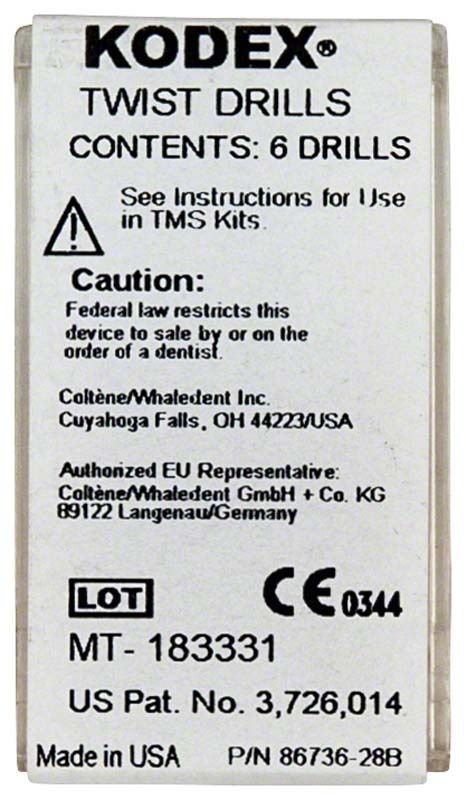 KODEX®
TWIST DRILLS
CONTENTS: 6 DRILLS
See Instructions for Use
in TMS Kits.
Caution:
Federal law restricts this
device to sale by or on the
order of a dentist.
Coltène/Whaledent Inc.
Cuyahoga Falls, OH 44223/USA
Authorized EU Representative:
Coltène/Whaledent GmbH + Co. KG
89122 Langenau/Germany
LOT CE 0344
MT- 183331
US Pat. No. 3,726,014
Made in USA P/N 86736-28B